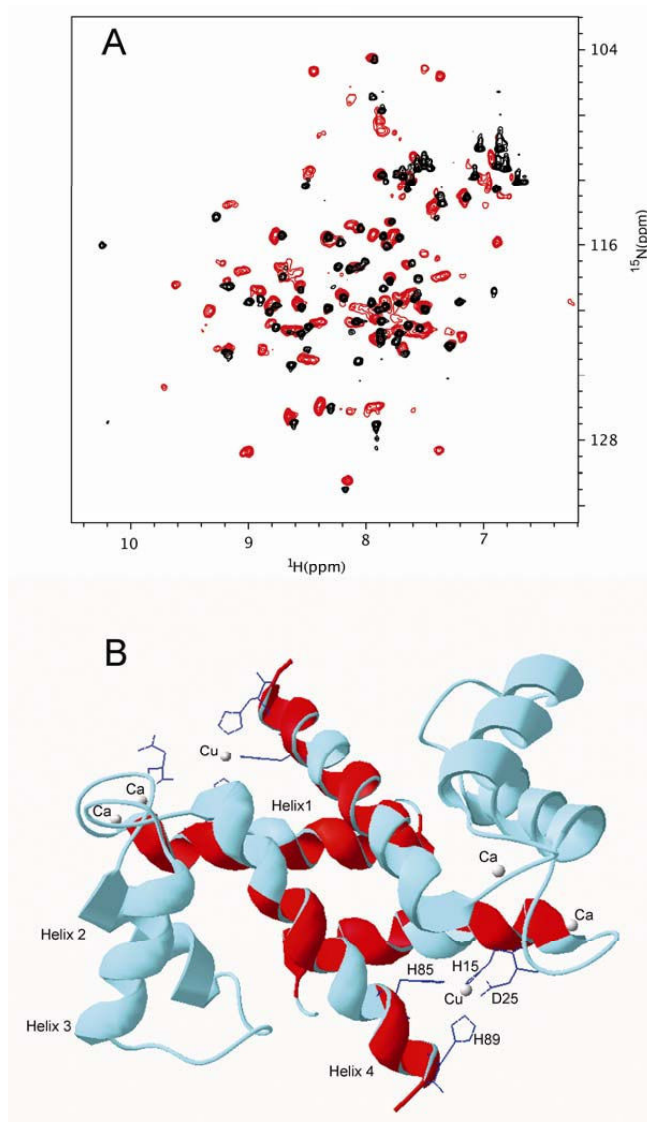 A
104
116
128
15N(ppm)
10
9
8
7
1H(ppm)
B
Cu
Ca
Ca
Helix1
Ca
Ca
Helix 2
H85
H15
Cu
D25
Helix 3
H89
Helix 4